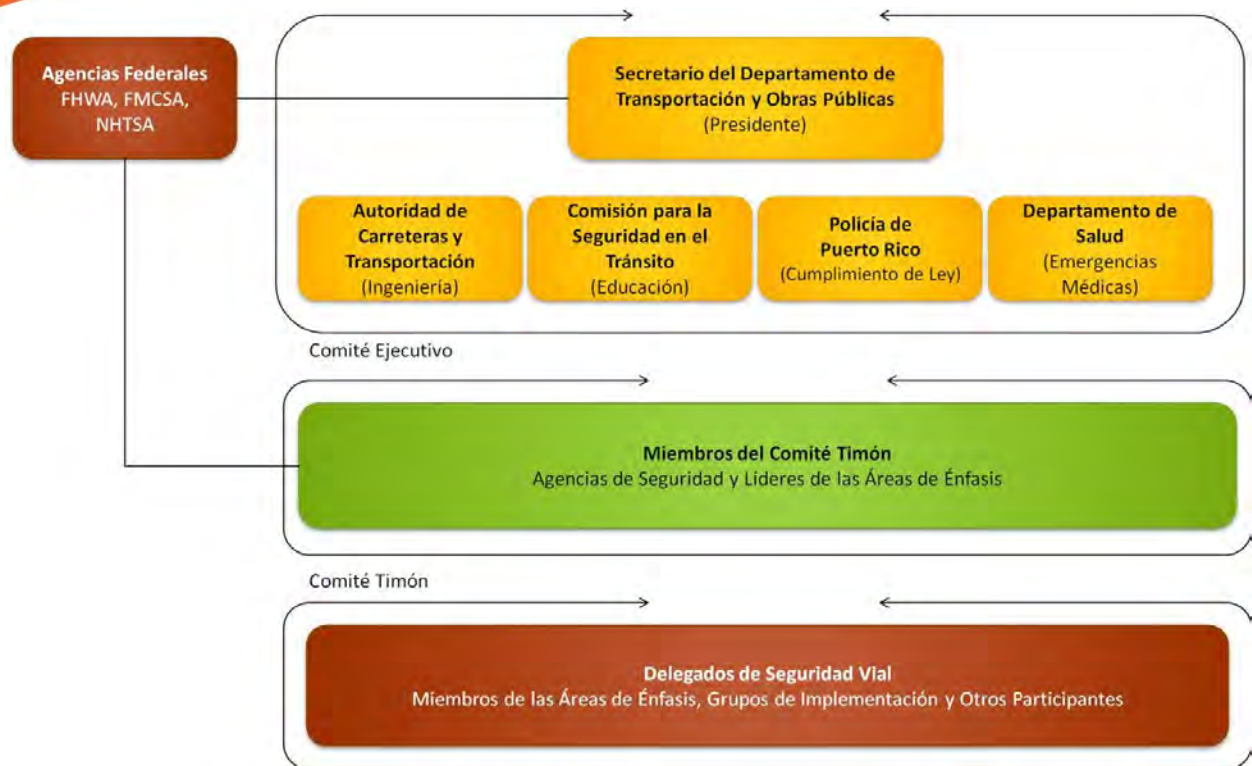 Agencias Federales
FHWA, FMCSA,
NHTSA
Secretario del Departamento de
Transportación y Obras Públicas
(Presidente)
Autoridad de
Carreteras y
Transportación
(Ingeniería)
Comisión para la
Seguridad en el
Tránsito
(Educación)
Policía de
Puerto Rico
(Cumplimiento de Ley)
Departamento de
Salud
(Emergencias
Médicas)
Comité Ejecutivo
Miembros del Comité Timón
Agencias de Seguridad y Líderes de las Áreas de Énfasis
Comité Timón
Delegados de Seguridad Vial
Miembros de las Áreas de Énfasis, Grupos de Implementación y Otros Participantes